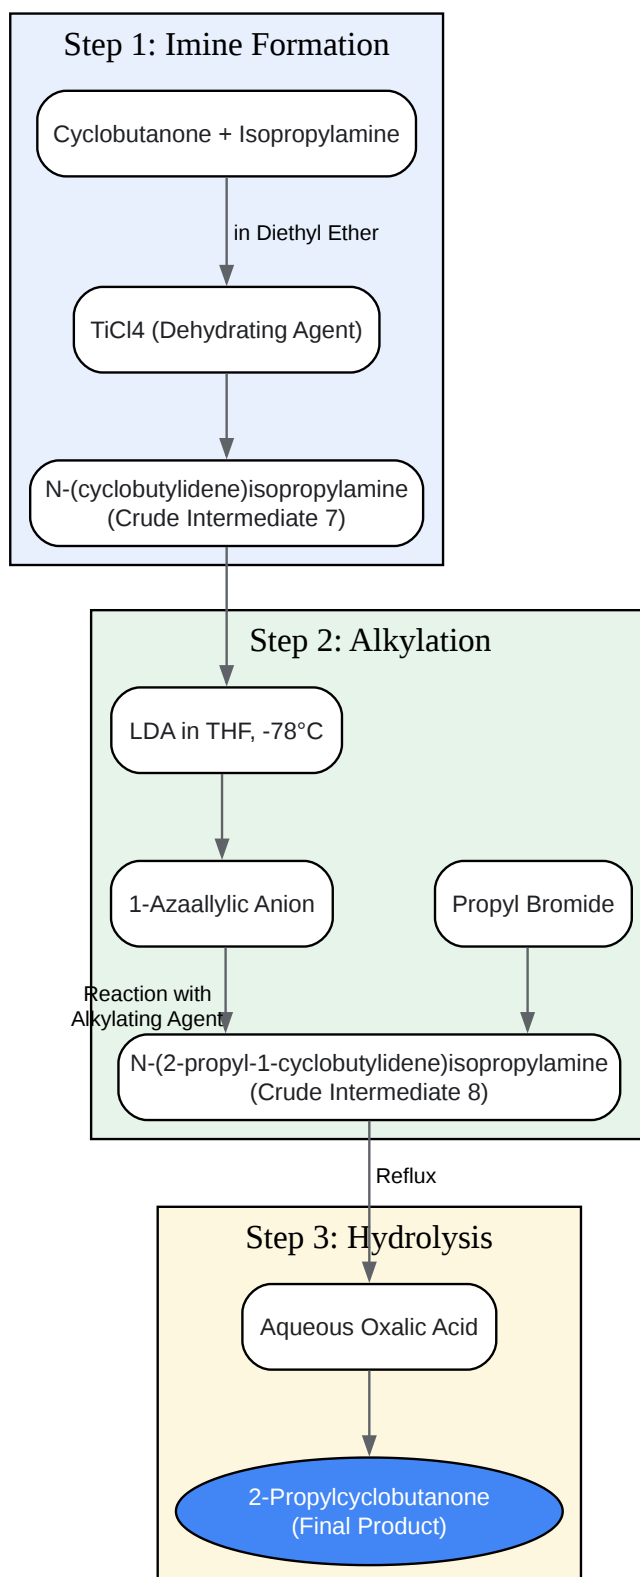 Step 1: Imine Formation
Cyclobutanone + Isopropylamine
in Diethyl Ether
TiCl4 (Dehydrating Agent)
N-(cyclobutylidene)isopropylamine
(Crude Intermediate 7)
Step 2: Alkylation
LDA in THF, -78°C
1-Azaallylic Anion
Propyl Bromide
Reaction with
Alkylating Agent
N-(2-propyl-1-cyclobutylidene)isopropylamine
(Crude Intermediate 8)
Reflux
Step 3: Hydrolysis
Aqueous Oxalic Acid
2-Propylcyclobutanone
(Final Product)